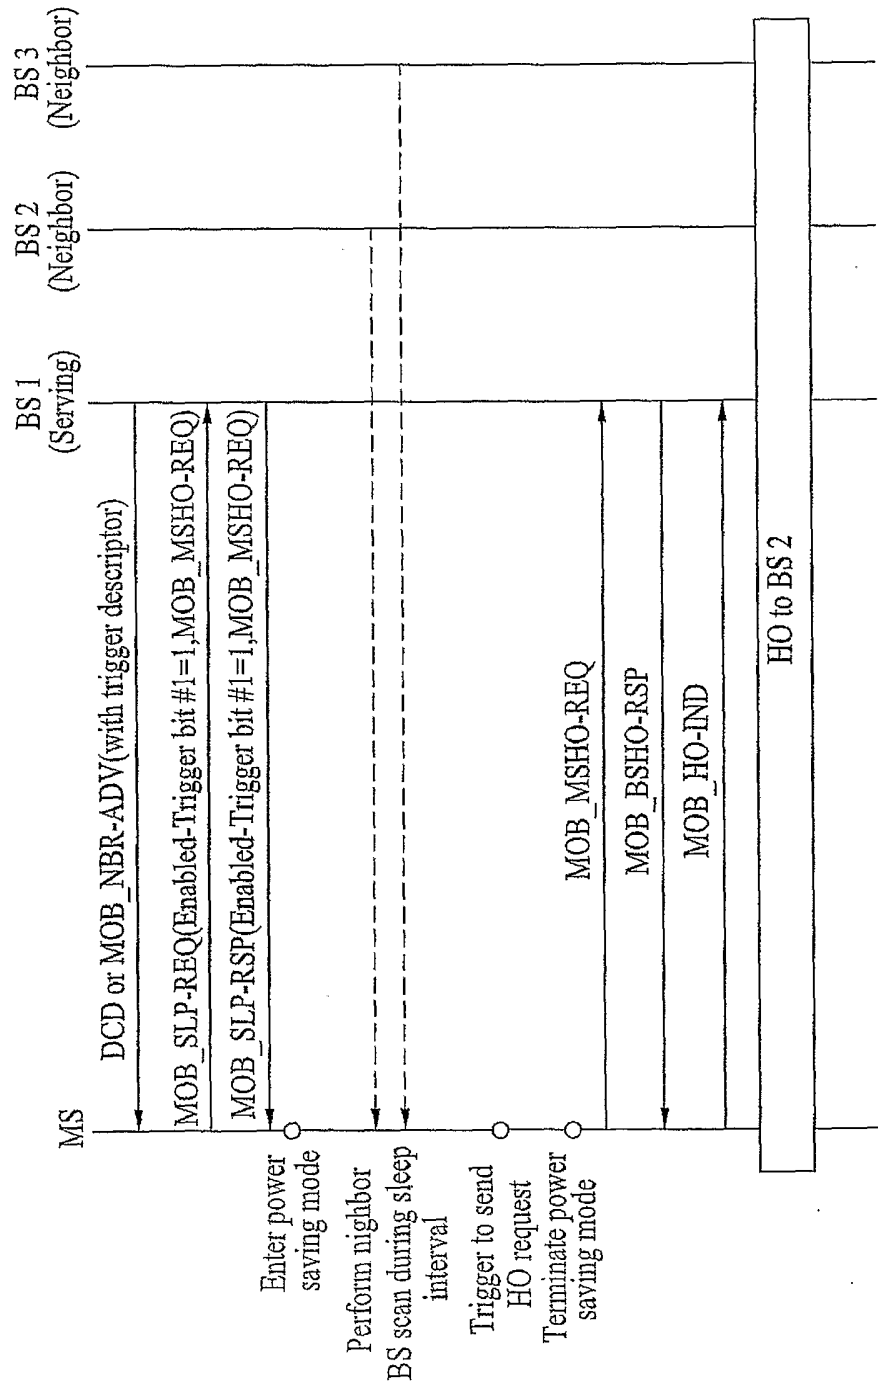 MS
BS 1
(Serving)
BS 2
(Neighbor)
BS 3
(Neighbor)
DCD or MOB_NBR-ADV(with trigger descriptor)
MOB_SLP-REQ(Enabled-Trigger bit #1=1,MOB_MSHO-REQ)
MOB_SLP-RSP(Enabled-Trigger bit #1=1,MOB_MSHO-REQ)
Enter power
saving mode
Perform nighbor
BS scan during sleep
interval
Trigger to send
HO request
Terminate power
saving mode
MOB_MSHO-REQ
MOB_BSHO-RSP
MOB_HO-IND
HO to BS 2